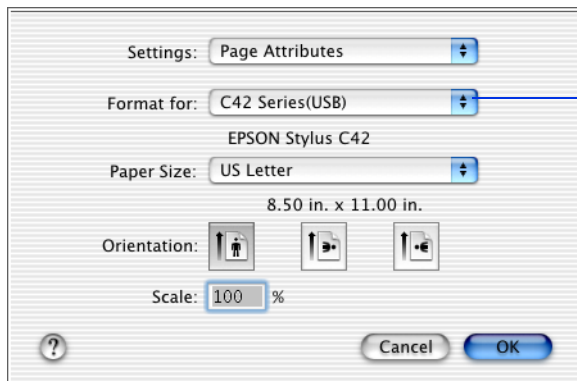 Settings: Page Attributes
Format for: C42 Series(USB)
EPSON Stylus C42
Paper Size: US Letter
8.50 in. x 11.00 in.
Orientation:
Scale: 100 %
? Cancel OK